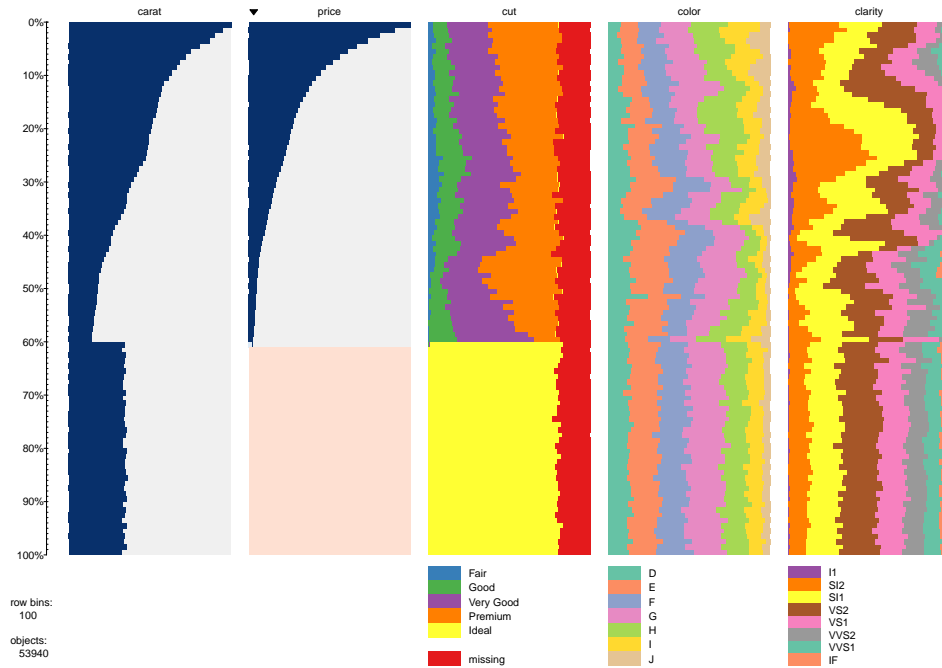 carat price cut color clarity
0%
10%
20%
30%
40%
50%
60%
70%
80%
90%
100%
Fair
Good
Very Good
Premium
Ideal
missing
D
E
F
G
H
I
J
I1
SI2
SI1
VS2
VS1
VVS2
VVS1
IF
row bins:
100
objects:
53940